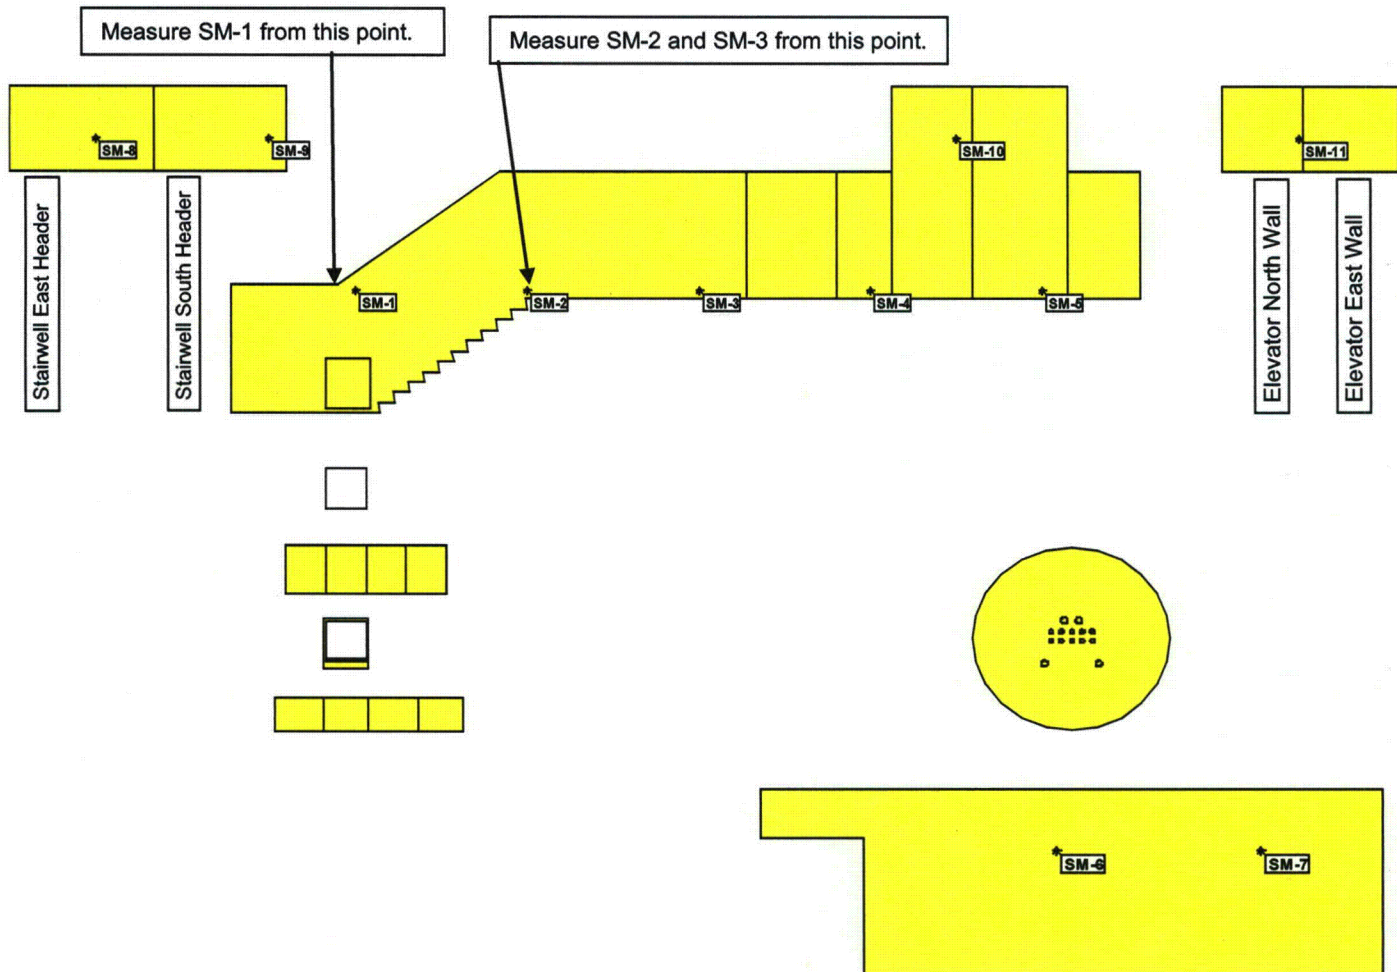 Measure SM-1 from this point.
Measure SM-2 and SM-3 from this point.
SM-8
SM-9
SM-10
SM-11
Stairwell East Header
Stairwell South Header
SM-1
SM-2
SM-3
SM-4
SM-5
Elevator North Wall
Elevator East Wall
SM-6
SM-7